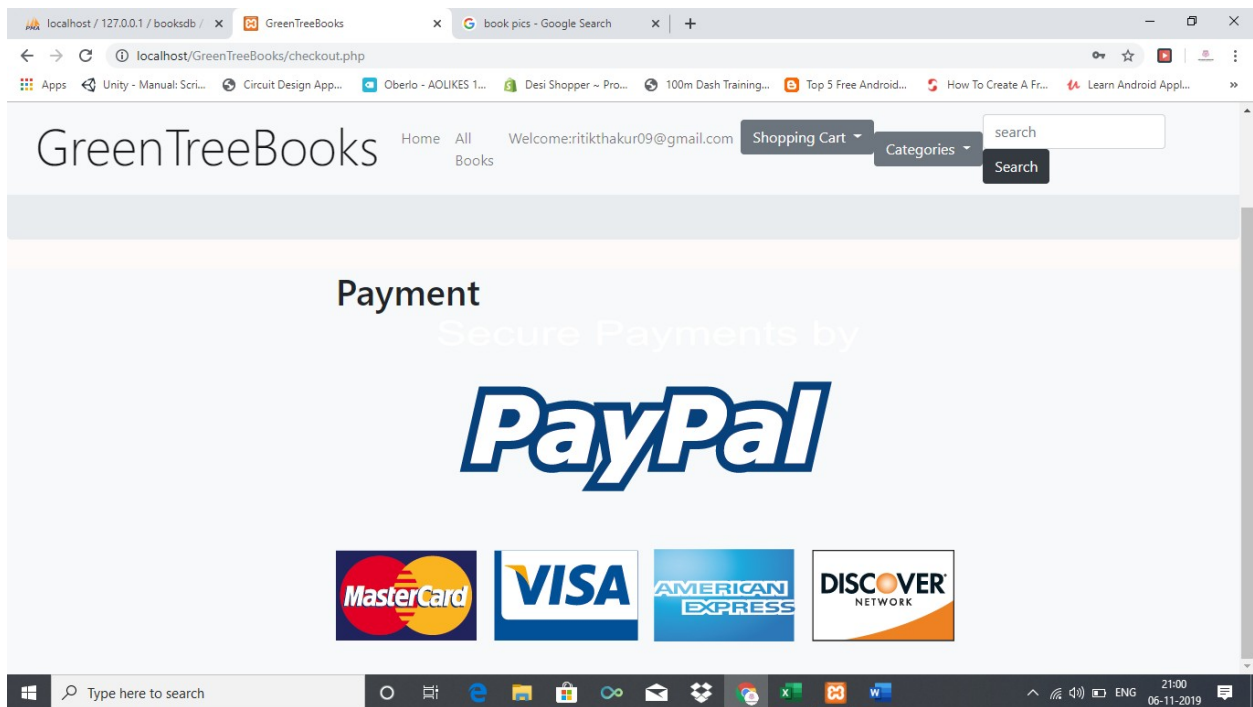 localhost / 127.0.0.1 / booksdb /
GreenTreeBooks
book pics - Google Search
localhost/GreenTreeBooks/checkout.php
Apps
Unity - Manual: Scri...
Circuit Design App...
Oberlo - AOLIKES 1...
Desi Shopper ~ Pro...
100m Dash Training...
Top 5 Free Android...
How To Create A Fr...
Learn Android Appl...
GreenTreeBooks
Home
All
Books
Welcome:ritikthakur09@gmail.com
Shopping Cart
Categories
search
Search
Payment
Secure Payments by
PayPal
MasterCard
VISA
AMERICAN
EXPRESS
DISCOVER
NETWORK
Type here to search
ENG
21:00
06-11-2019